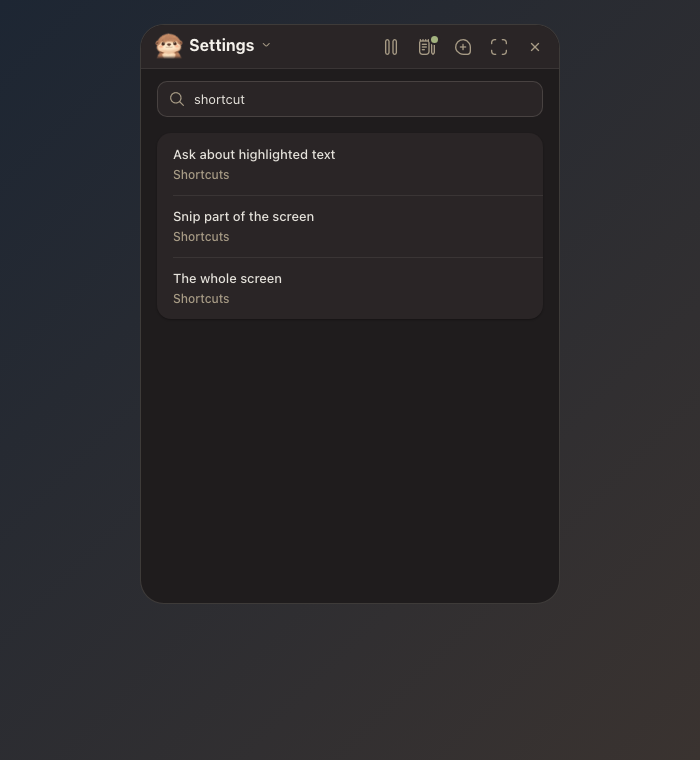 Settings
shortcut
Ask about highlighted text
Shortcuts
Snip part of the screen
Shortcuts
The whole screen
Shortcuts